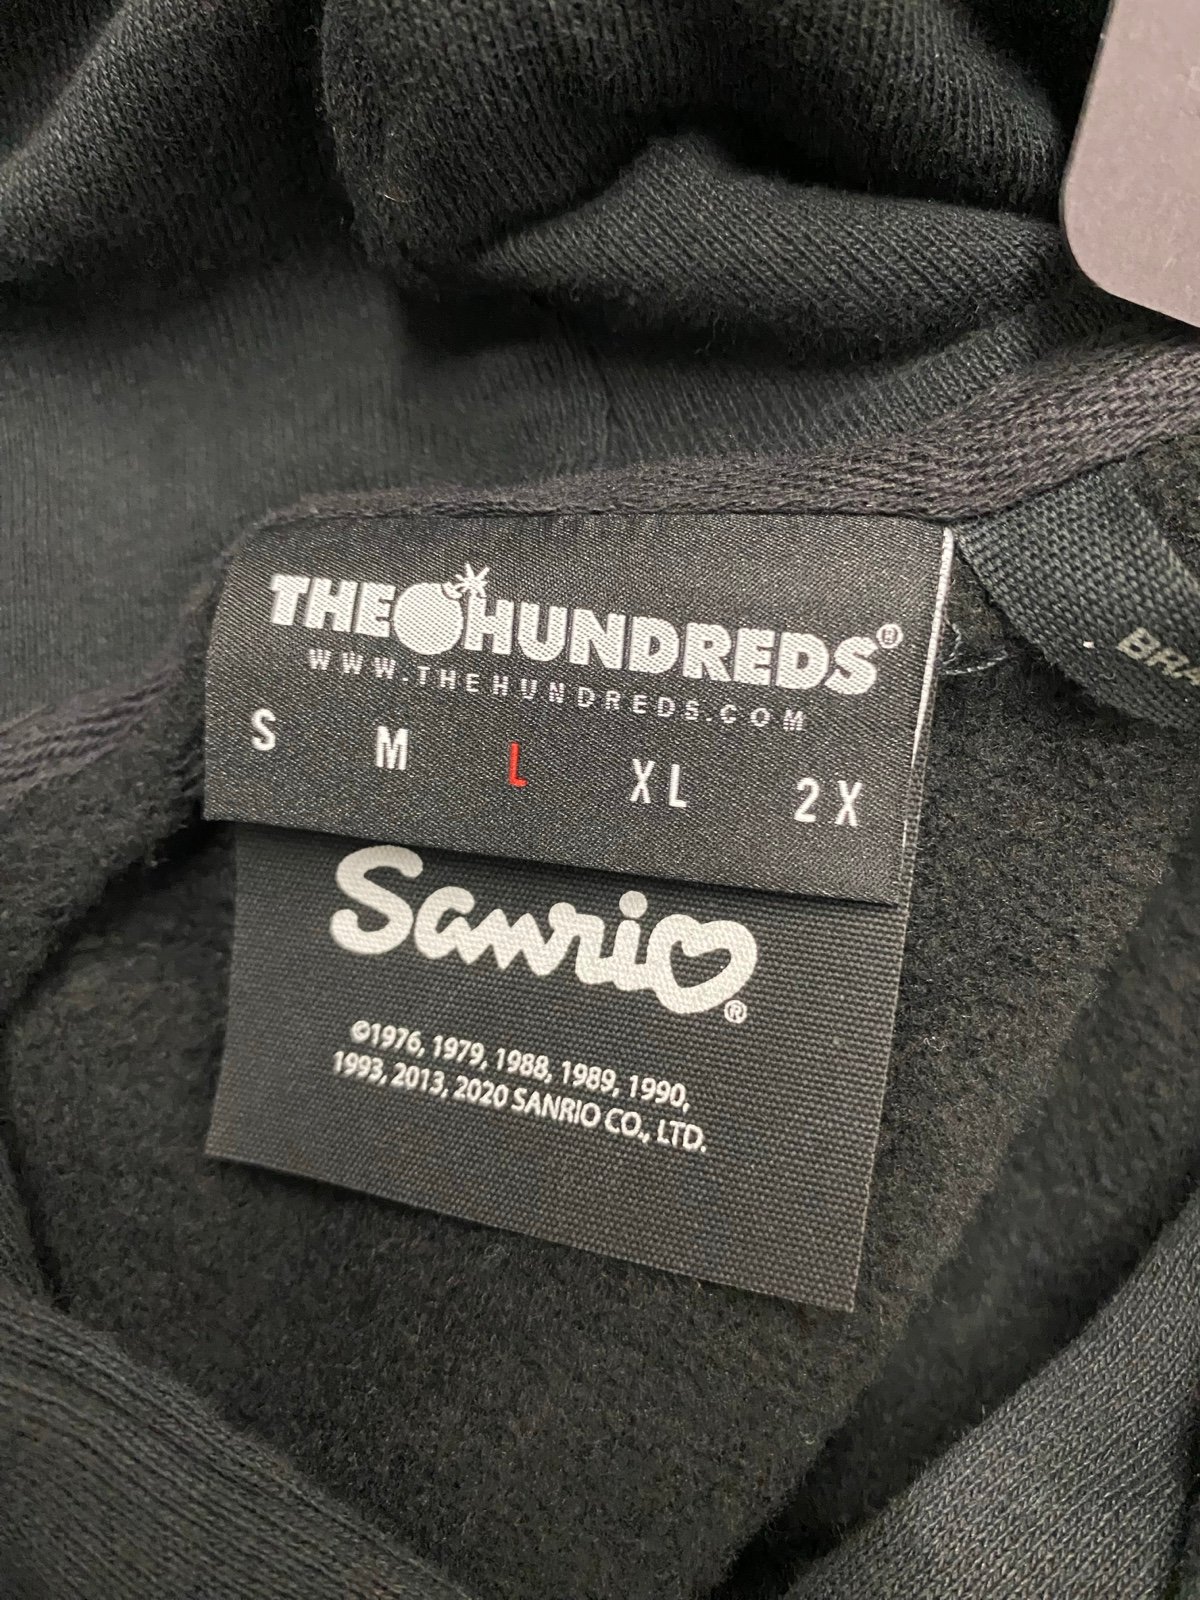 THE HUNDREDS®
WWW.THEHUNDREDS.COM
S M L XL 2X
Sanrio®
©1976, 1979, 1988, 1989, 1990,
1993, 2013, 2020 SANRIO CO., LTD.